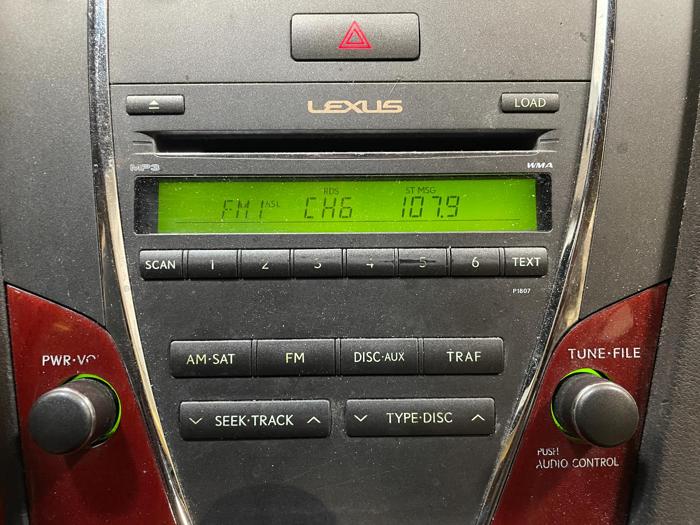 LEXUS
LOAD
MP3
WMA
RDS ST MSG
FM1 ASL CH6 107.9
SCAN 1 2 3 4 5 6 TEXT
P1807
AM·SAT FM DISC·AUX TRAF
PWR·VO
TUNE·FILE
SEEK·TRACK TYPE·DISC
PUSH
AUDIO CONTROL